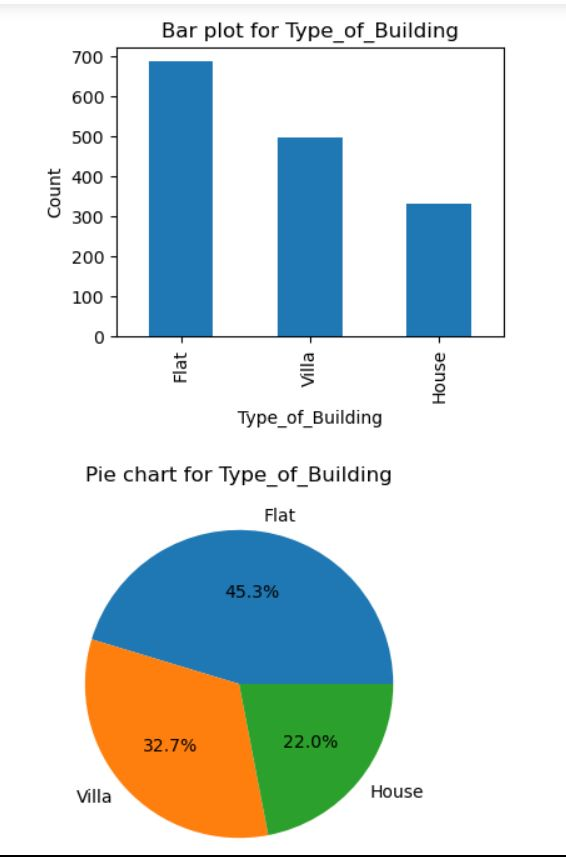 Bar plot for Type_of_Building
700
600
500
400
300
200
100
0
Count
Flat
Villa
House
Type_of_Building
Pie chart for Type_of_Building
Flat
45.3%
32.7%
22.0%
Villa
House